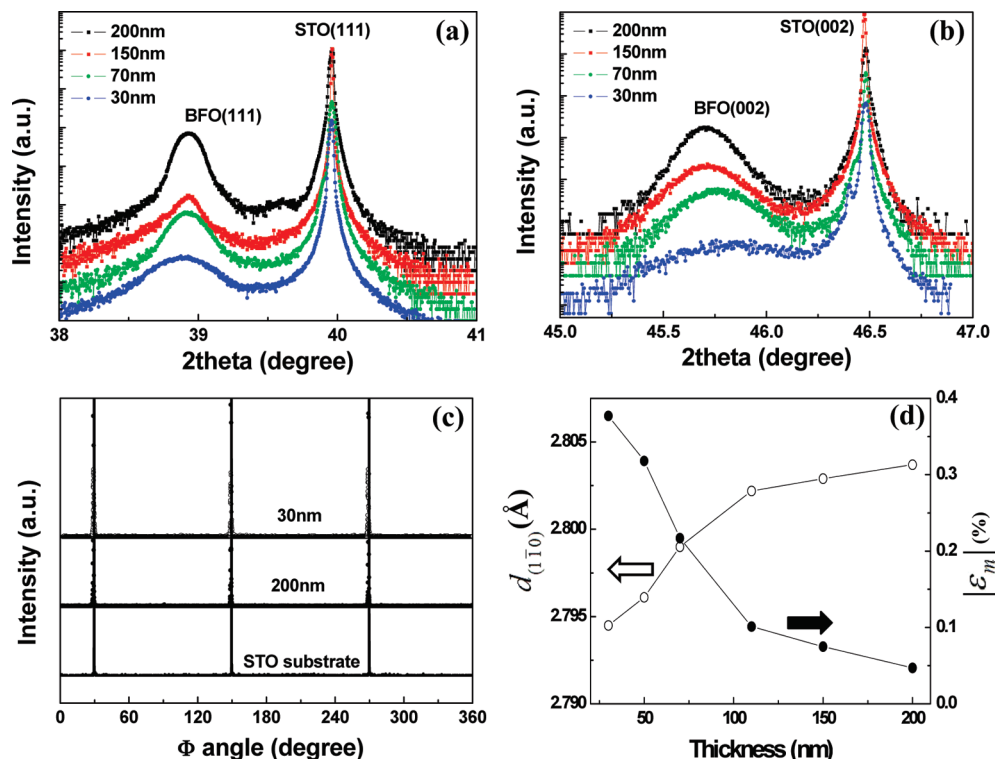 (a)
STO(111)
200nm
150nm
70nm
30nm
BFO(111)
Intensity (a.u.)
38 39 40 41
2theta (degree)
(b)
STO(002)
200nm
150nm
70nm
30nm
BFO(002)
Intensity (a.u.)
45.0 45.5 46.0 46.5 47.0
2theta (degree)
(c)
30nm
200nm
STO substrate
Intensity (a.u.)
0 60 120 180 240 300 360
Φ angle (degree)
(d)
2.805
2.800
2.795
2.790
d(11̅0) (Å)
0.4
0.3
0.2
0.1
0.0
|εm| (%)
50 100 150 200
Thickness (nm)